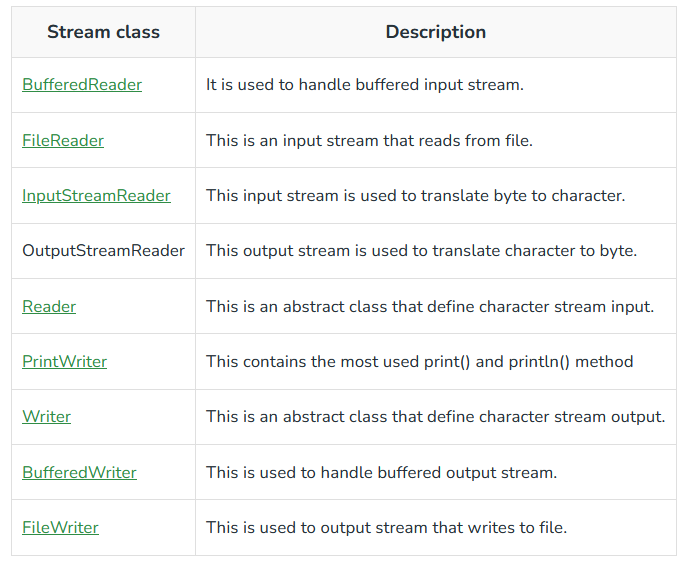 Stream class Description
BufferedReader It is used to handle buffered input stream.
FileReader This is an input stream that reads from file.
InputStreamReader This input stream is used to translate byte to character.
OutputStreamReader This output stream is used to translate character to byte.
Reader This is an abstract class that define character stream input.
PrintWriter This contains the most used print() and println() method
Writer This is an abstract class that define character stream output.
BufferedWriter This is used to handle buffered output stream.
FileWriter This is used to output stream that writes to file.